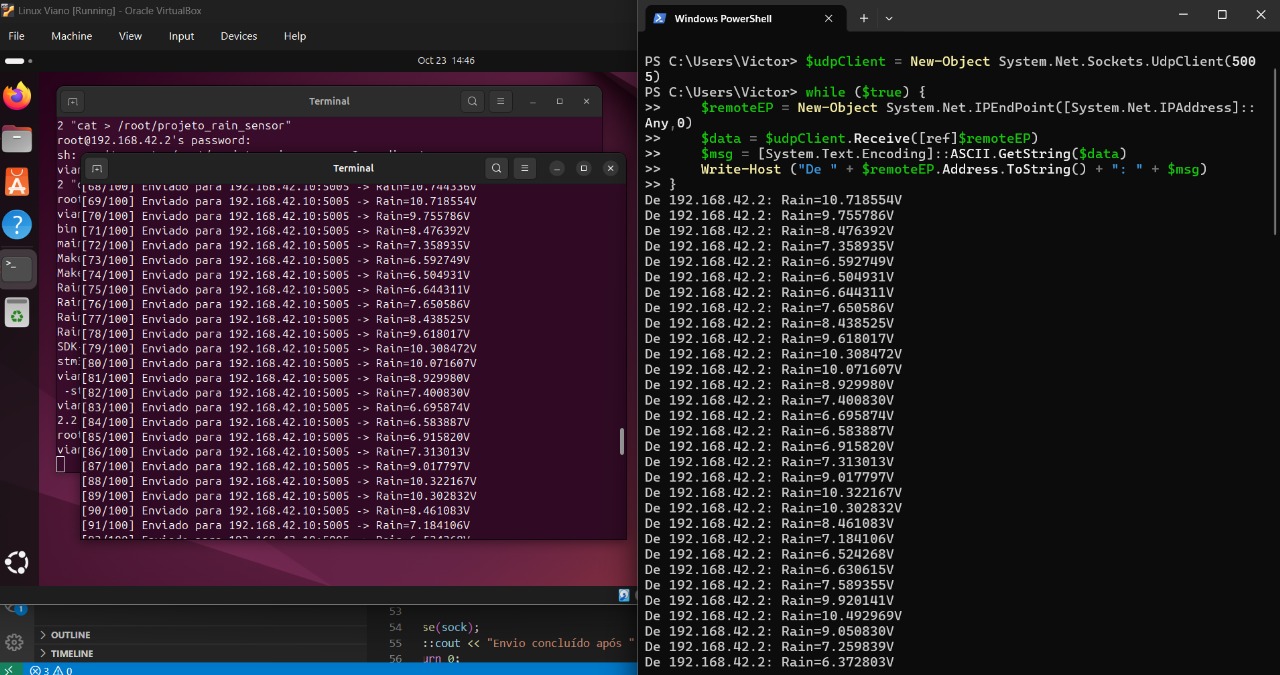 Linux Viano [Running] - Oracle VirtualBox
File Machine View Input Devices Help
Oct 23 14:46
Terminal
2 "cat > /root/projeto_rain_sensor"
root@192.168.42.2's password:
sh:
Terminal
[68/100] Enviado para 192.168.42.10:5005 -> Rain=10.744336V
[69/100] Enviado para 192.168.42.10:5005 -> Rain=10.718554V
[70/100] Enviado para 192.168.42.10:5005 -> Rain=9.755786V
[71/100] Enviado para 192.168.42.10:5005 -> Rain=8.476392V
[72/100] Enviado para 192.168.42.10:5005 -> Rain=7.358935V
[73/100] Enviado para 192.168.42.10:5005 -> Rain=6.592749V
[74/100] Enviado para 192.168.42.10:5005 -> Rain=6.504931V
[75/100] Enviado para 192.168.42.10:5005 -> Rain=6.644311V
[76/100] Enviado para 192.168.42.10:5005 -> Rain=7.650586V
[77/100] Enviado para 192.168.42.10:5005 -> Rain=8.438525V
[78/100] Enviado para 192.168.42.10:5005 -> Rain=9.618017V
[79/100] Enviado para 192.168.42.10:5005 -> Rain=10.308472V
[80/100] Enviado para 192.168.42.10:5005 -> Rain=10.071607V
[81/100] Enviado para 192.168.42.10:5005 -> Rain=8.929980V
[82/100] Enviado para 192.168.42.10:5005 -> Rain=7.400830V
[83/100] Enviado para 192.168.42.10:5005 -> Rain=6.695874V
[84/100] Enviado para 192.168.42.10:5005 -> Rain=6.583887V
[85/100] Enviado para 192.168.42.10:5005 -> Rain=6.915820V
[86/100] Enviado para 192.168.42.10:5005 -> Rain=7.313013V
[87/100] Enviado para 192.168.42.10:5005 -> Rain=9.017797V
[88/100] Enviado para 192.168.42.10:5005 -> Rain=10.322167V
[89/100] Enviado para 192.168.42.10:5005 -> Rain=10.302832V
[90/100] Enviado para 192.168.42.10:5005 -> Rain=8.461083V
[91/100] Enviado para 192.168.42.10:5005 -> Rain=7.184106V
[92/100] Enviado para 192.168.42.10:5005 -> Rain=6.524268V
OUTLINE
TIMELINE
3 0
1
53
54 se(sock);
55 ::cout << "Envio concluído após "
56 urn 0;
Windows PowerShell
PS C:\Users\Victor> $udpClient = New-Object System.Net.Sockets.UdpClient(500
5)
PS C:\Users\Victor> while ($true) {
>> $remoteEP = New-Object System.Net.IPEndPoint([System.Net.IPAddress]::
Any,0)
>> $data = $udpClient.Receive([ref]$remoteEP)
>> $msg = [System.Text.Encoding]::ASCII.GetString($data)
>> Write-Host ("De " + $remoteEP.Address.ToString() + ": " + $msg)
>> }
De 192.168.42.2: Rain=10.718554V
De 192.168.42.2: Rain=9.755786V
De 192.168.42.2: Rain=8.476392V
De 192.168.42.2: Rain=7.358935V
De 192.168.42.2: Rain=6.592749V
De 192.168.42.2: Rain=6.504931V
De 192.168.42.2: Rain=6.644311V
De 192.168.42.2: Rain=7.650586V
De 192.168.42.2: Rain=8.438525V
De 192.168.42.2: Rain=9.618017V
De 192.168.42.2: Rain=10.308472V
De 192.168.42.2: Rain=10.071607V
De 192.168.42.2: Rain=8.929980V
De 192.168.42.2: Rain=7.400830V
De 192.168.42.2: Rain=6.695874V
De 192.168.42.2: Rain=6.583887V
De 192.168.42.2: Rain=6.915820V
De 192.168.42.2: Rain=7.313013V
De 192.168.42.2: Rain=9.017797V
De 192.168.42.2: Rain=10.322167V
De 192.168.42.2: Rain=10.302832V
De 192.168.42.2: Rain=8.461083V
De 192.168.42.2: Rain=7.184106V
De 192.168.42.2: Rain=6.524268V
De 192.168.42.2: Rain=6.630615V
De 192.168.42.2: Rain=7.589355V
De 192.168.42.2: Rain=9.920141V
De 192.168.42.2: Rain=10.492969V
De 192.168.42.2: Rain=9.050830V
De 192.168.42.2: Rain=7.259839V
De 192.168.42.2: Rain=6.372803V